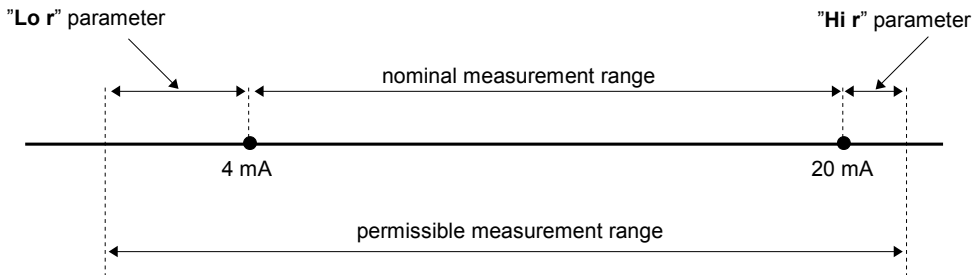 ”Lo r” parameter
”Hi r” parameter
nominal measurement range
4 mA
20 mA
permissible measurement range